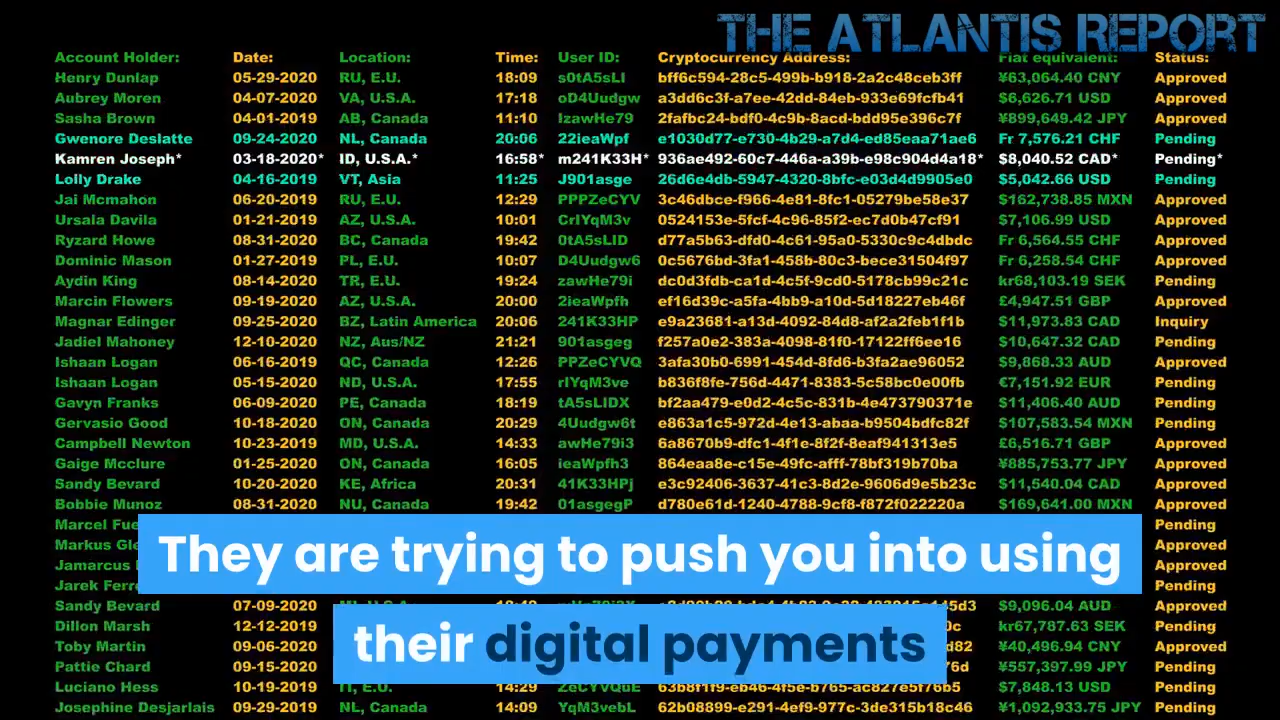 THE ATLANTIS REPORT
Account Holder: Date: Location: Time: User ID: Cryptocurrency Address: Fiat equivalent: Status:
Henry Dunlap 05-29-2020 RU, E.U. 18:09 s0tA5sLI bff6c594-28c5-499b-b918-2a2c48ceb3ff ¥63,064.40 CNY Approved
Aubrey Moren 04-07-2020 VA, U.S.A. 17:18 oD4Uudgw a3dd6c3f-a7ee-42dd-84eb-933e69fcfb41 $6,626.71 USD Approved
Sasha Brown 04-01-2019 AB, Canada 11:10 IzawHe79 2fafbc24-bdf0-4c9b-8acd-bdd95e396c7f ¥899,649.42 JPY Approved
Gwenore Deslatte 09-24-2020 NL, Canada 20:06 22ieaWpf e1030d77-e730-4b29-a7d4-ed85eaa71ae6 Fr 7,576.21 CHF Pending
Kamren Joseph* 03-18-2020* ID, U.S.A.* 16:58* m241K33H* 936ae492-60c7-446a-a39b-e98c904d4a18* $8,040.52 CAD* Pending*
Lolly Drake 04-16-2019 VT, Asia 11:25 J901asge 26d6e4db-5947-4320-8bfc-e03d4d9905e0 $5,042.66 USD Pending
Jai Mcmahon 06-20-2019 RU, E.U. 12:29 PPPZeCYV 3c46dbce-f966-4e81-8fc1-05279be58e37 $162,738.85 MXN Approved
Ursala Davila 01-21-2019 AZ, U.S.A. 10:01 CrIYqM3v 0524153e-5fcf-4c96-85f2-ec7d0b47cf91 $7,106.99 USD Approved
Ryzard Howe 08-31-2020 BC, Canada 19:42 0tA5sLID d77a5b63-dfd0-4c61-95a0-5330c9c4dbdc Fr 6,564.55 CHF Approved
Dominic Mason 01-27-2019 PL, E.U. 10:07 D4Uudgw6 0c5676bd-3fa1-458b-80c3-bece31504f97 Fr 6,258.54 CHF Approved
Aydin King 08-14-2020 TR, E.U. 19:24 zawHe79i dc0d3fdb-ca1d-4c5f-9cd0-5178cb99c21c kr68,103.19 SEK Pending
Marcin Flowers 09-19-2020 AZ, U.S.A. 20:00 2ieaWpfh ef16d39c-a5fa-4bb9-a10d-5d18227eb46f £4,947.51 GBP Approved
Magnar Edinger 09-25-2020 BZ, Latin America 20:06 241K33HP e9a23681-a13d-4092-84d8-af2a2feb1f1b $11,973.83 CAD Inquiry
Jadiel Mahoney 12-10-2020 NZ, Aus/NZ 21:21 901asgeg f257a0e2-383a-4098-81f0-17122ff6ee16 $10,647.32 CAD Pending
Ishaan Logan 06-16-2019 QC, Canada 12:26 PPZeCYVQ 3afa30b0-6991-454d-8fd6-b3fa2ae96052 $9,868.33 AUD Approved
Ishaan Logan 05-15-2020 ND, U.S.A. 17:55 rIYqM3ve b836f8fe-756d-4471-8383-5c58bc0e00fb €7,151.92 EUR Pending
Gavyn Franks 06-09-2020 PE, Canada 18:19 tA5sLIDX bf2aa479-e0d2-4c5c-831b-4e473790371e $11,406.40 AUD Pending
Gervasio Good 10-18-2020 ON, Canada 20:29 4Uudgw6t e863a1c5-972d-4e13-abaa-b9504bdfc82f $107,583.54 MXN Pending
Campbell Newton 10-23-2019 MD, U.S.A. 14:33 awHe79i3 6a8670b9-dfc1-4f1e-8f2f-8eaf941313e5 £6,516.71 GBP Approved
Gaige Mcclure 01-25-2020 ON, Canada 16:05 ieaWpfh3 864eaa8e-c15e-49fc-afff-78bf319b70ba ¥885,753.77 JPY Approved
Sandy Bevard 10-20-2020 KE, Africa 20:31 41K33HPj e3c92406-3637-41c3-8d2e-9606d9e5b23c $11,540.04 CAD Approved
Bobbie Munoz 08-31-2020 NU, Canada 19:42 01asgegP d780e61d-1240-4788-9cf8-f872f022220a $169,641.00 MXN Approved
Marcel Pending
Markus Approved
Jamarcus Approved
Jarek Pending
They are trying to push you into using
Sandy Bevard 07-09-2020 $9,096.04 AUD Approved
Dillon Marsh 12-12-2019 kr67,787.63 SEK Pending
their digital payments
Toby Martin 09-06-2020 $40,496.94 CNY Approved
Pattie Chard 09-15-2020 ¥557,397.99 JPY Pending
Luciano Hess 10-19-2019 IT, E.U. 14:29 63b8f1f9-eb46-4f5e-b765-ac827e5f76b1 $7,848.13 USD Pending
Josephine Desjarlais 09-29-2019 NL, Canada 14:09 YqM3vebL 62b08899-e291-4ef9-977c-3de315b18c46 ¥1,092,933.75 JPY Pending